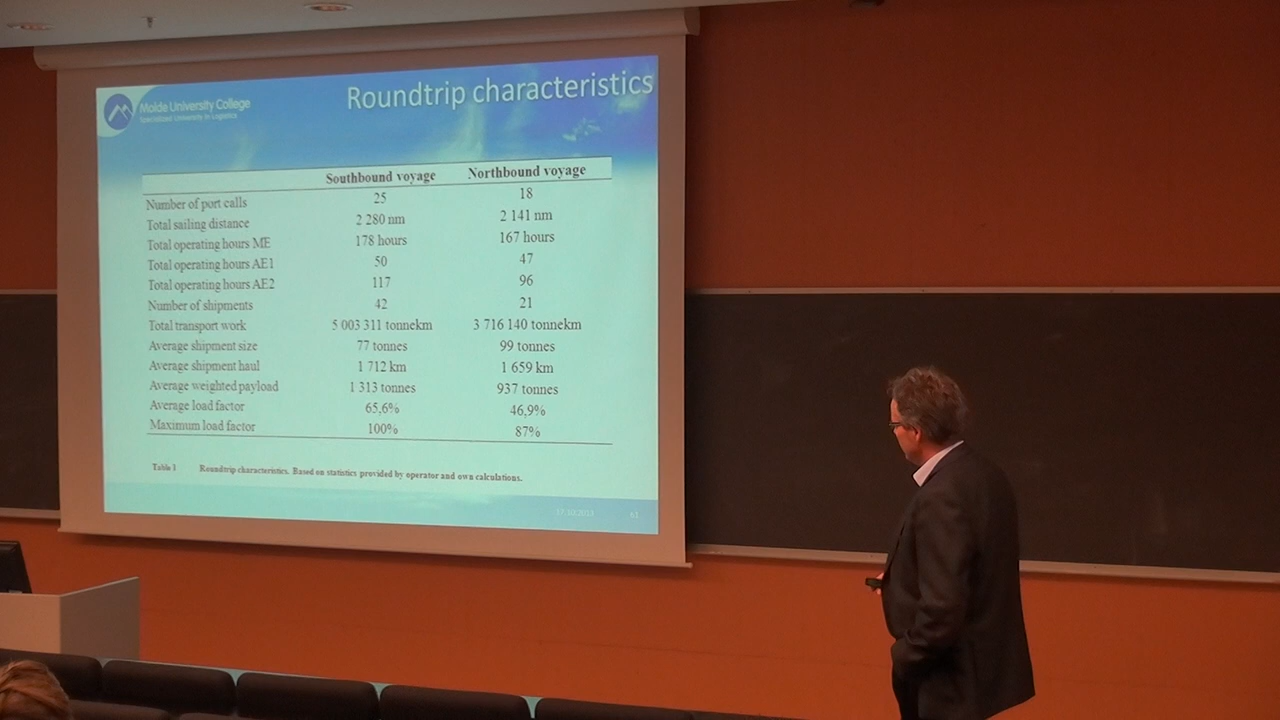 Molde University College
Specialized University in Logistics
Roundtrip characteristics
Southbound voyage Northbound voyage
Number of port calls 25 18
Total sailing distance 2 280 nm 2 141 nm
Total operating hours ME 178 hours 167 hours
Total operating hours AE1 50 47
Total operating hours AE2 117 96
Number of shipments 42 21
Total transport work 5 003 311 tonnekm 3 716 140 tonnekm
Average shipment size 77 tonnes 99 tonnes
Average shipment haul 1 712 km 1 659 km
Average weighted payload 1 313 tonnes 937 tonnes
Average load factor 65,6% 46,9%
Maximum load factor 100% 87%
Table 1 Roundtrip characteristics. Based on statistics provided by operator and own calculations.